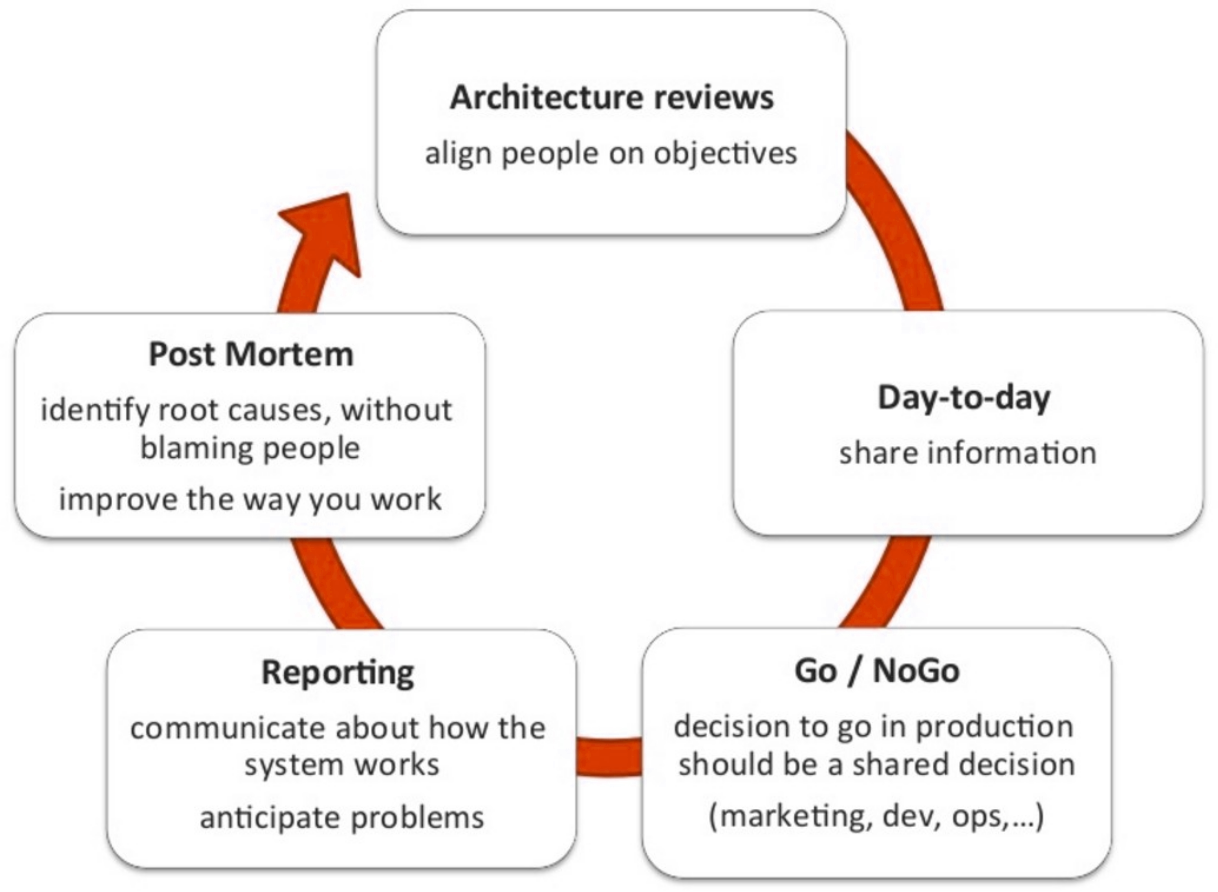 Architecture reviews
align people on objectives
Day-to-day
share information
Go / NoGo
decision to go in production
should be a shared decision
(marketing, dev, ops,...)
Reporting
communicate about how the
system works
anticipate problems
Post Mortem
identify root causes, without
blaming people
improve the way you work